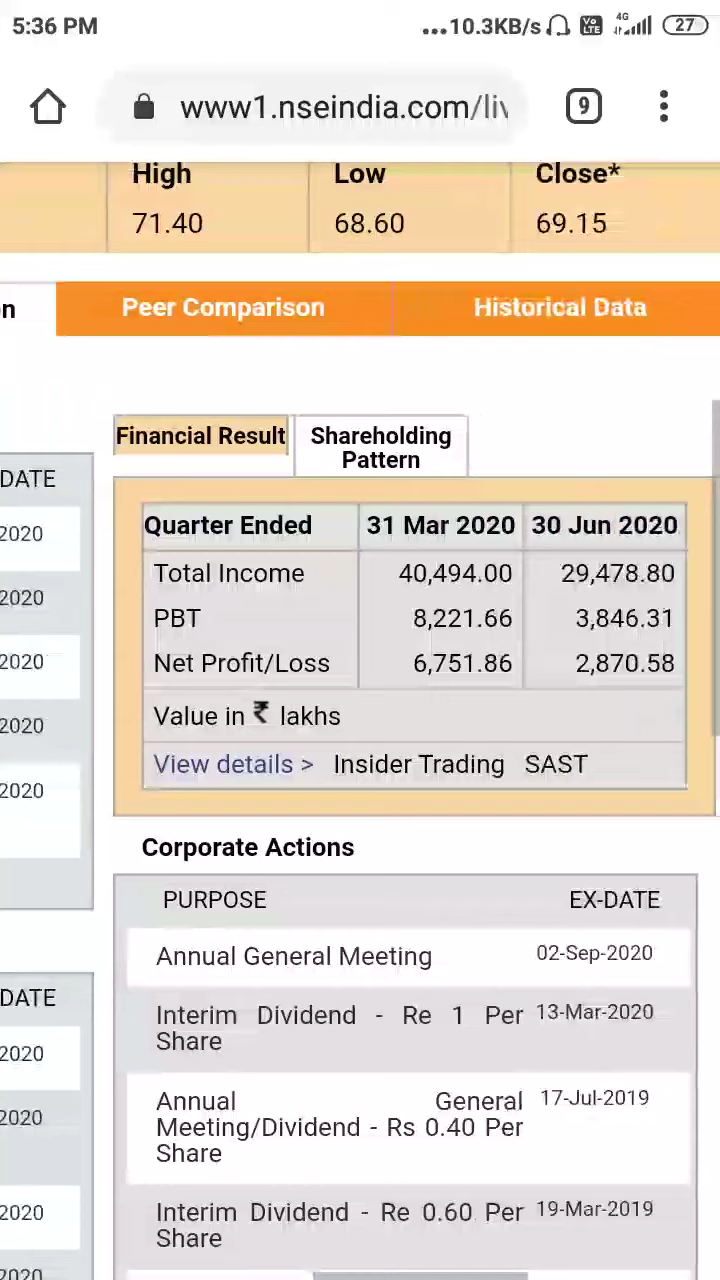 5:36 PM
...10.3KB/s
Vo LTE
4G
27
www1.nseindia.com/liv
9
High Low Close*
71.40 68.60 69.15
n Peer Comparison Historical Data
Financial Result
Shareholding
Pattern
DATE
2020
2020
2020
2020
2020
Quarter Ended 31 Mar 2020 30 Jun 2020
Total Income 40,494.00 29,478.80
PBT 8,221.66 3,846.31
Net Profit/Loss 6,751.86 2,870.58
Value in ₹ lakhs
View details > Insider Trading SAST
Corporate Actions
DATE
2020
2020
2020
2020
PURPOSE EX-DATE
Annual General Meeting 02-Sep-2020
Interim Dividend - Re 1 Per 13-Mar-2020
Share
Annual General 17-Jul-2019
Meeting/Dividend - Rs 0.40 Per
Share
Interim Dividend - Re 0.60 Per 19-Mar-2019
Share